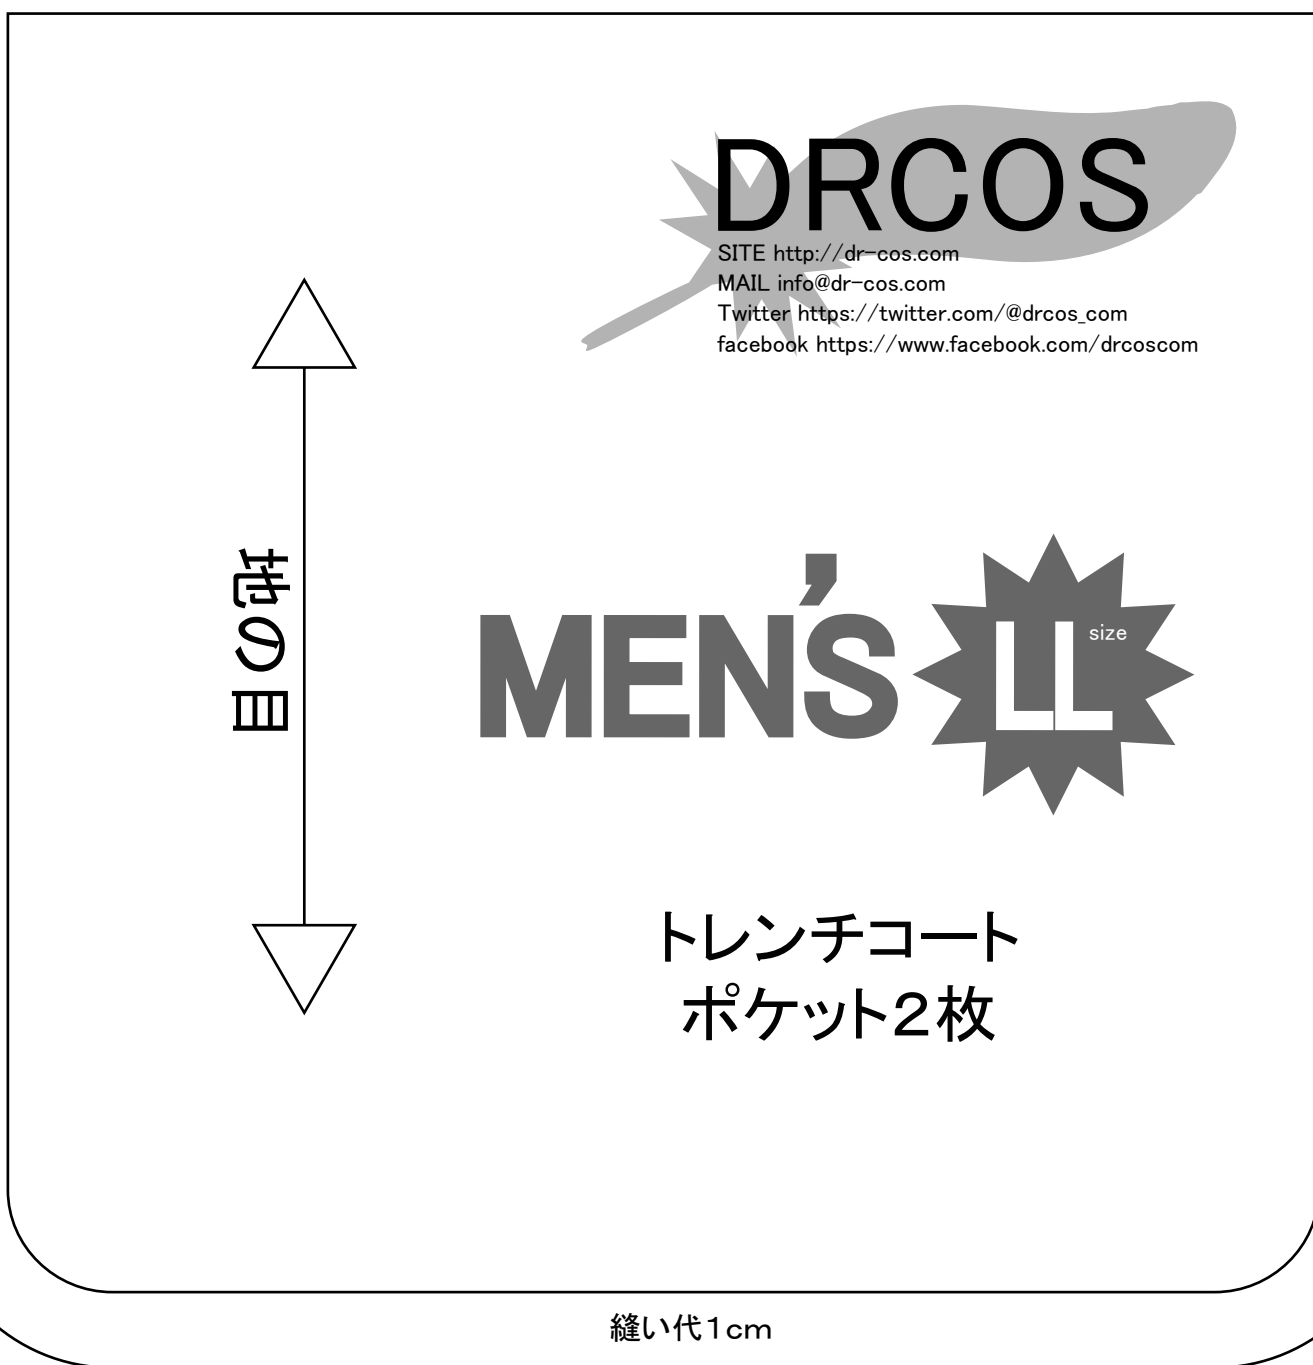 DRCOS
SITE http://dr-cos.com
MAIL info@dr-cos.com
Twitter https://twitter.com/@drcos_com
facebook https://www.facebook.com/drcoscom
地の目
MEN'S LL size
トレンチコート
ポケット2枚
縫い代1cm